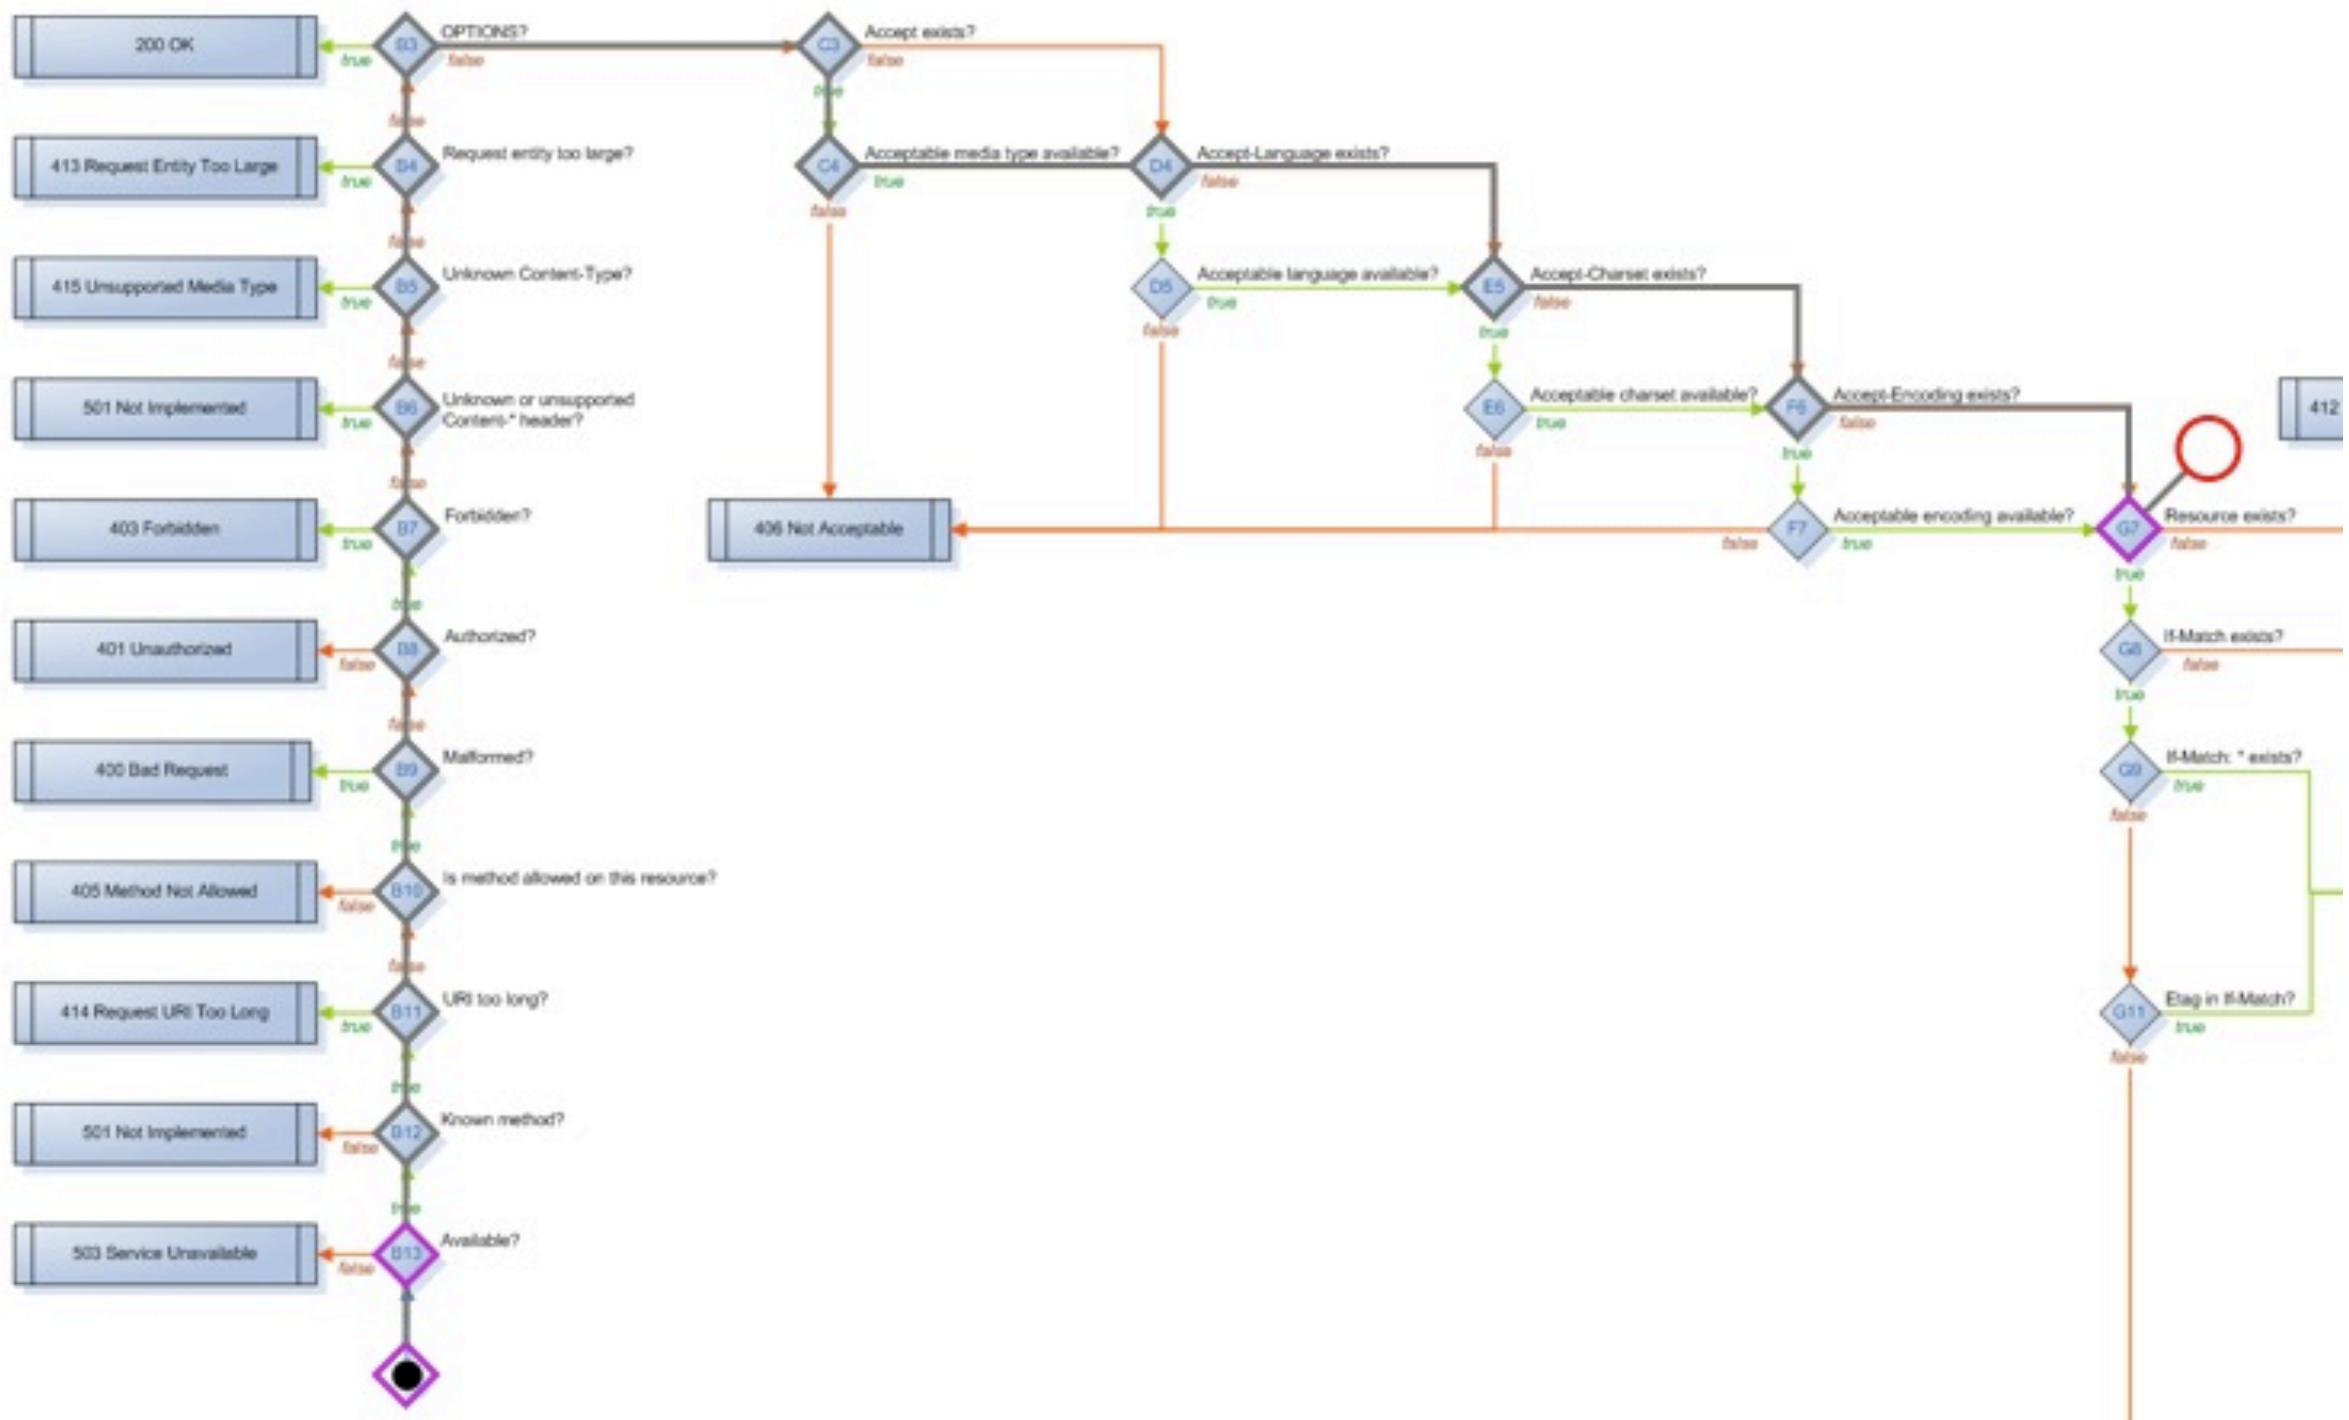 200 OK
true
B3
OPTIONS?
false
C3
Accept exists?
false
true
false
413 Request Entity Too Large
true
B4
Request entity too large?
C4
Acceptable media type available?
true
D4
Accept-Language exists?
false
false
false
true
415 Unsupported Media Type
true
B5
Unknown Content-Type?
D5
Acceptable language available?
true
E5
Accept-Charset exists?
false
false
false
true
501 Not Implemented
true
B6
Unknown or unsupported
Content-* header?
E6
Acceptable charset available?
true
F6
Accept-Encoding exists?
false
412
false
false
true
403 Forbidden
true
B7
Forbidden?
406 Not Acceptable
false
F7
Acceptable encoding available?
true
G7
Resource exists?
false
true
true
401 Unauthorized
false
B8
Authorized?
G8
If-Match exists?
false
false
true
400 Bad Request
true
B9
Malformed?
G9
If-Match: * exists?
true
true
false
405 Method Not Allowed
false
B10
Is method allowed on this resource?
false
414 Request URI Too Long
true
B11
URI too long?
G11
Etag in If-Match?
true
true
false
501 Not Implemented
false
B12
Known method?
true
503 Service Unavailable
false
B13
Available?